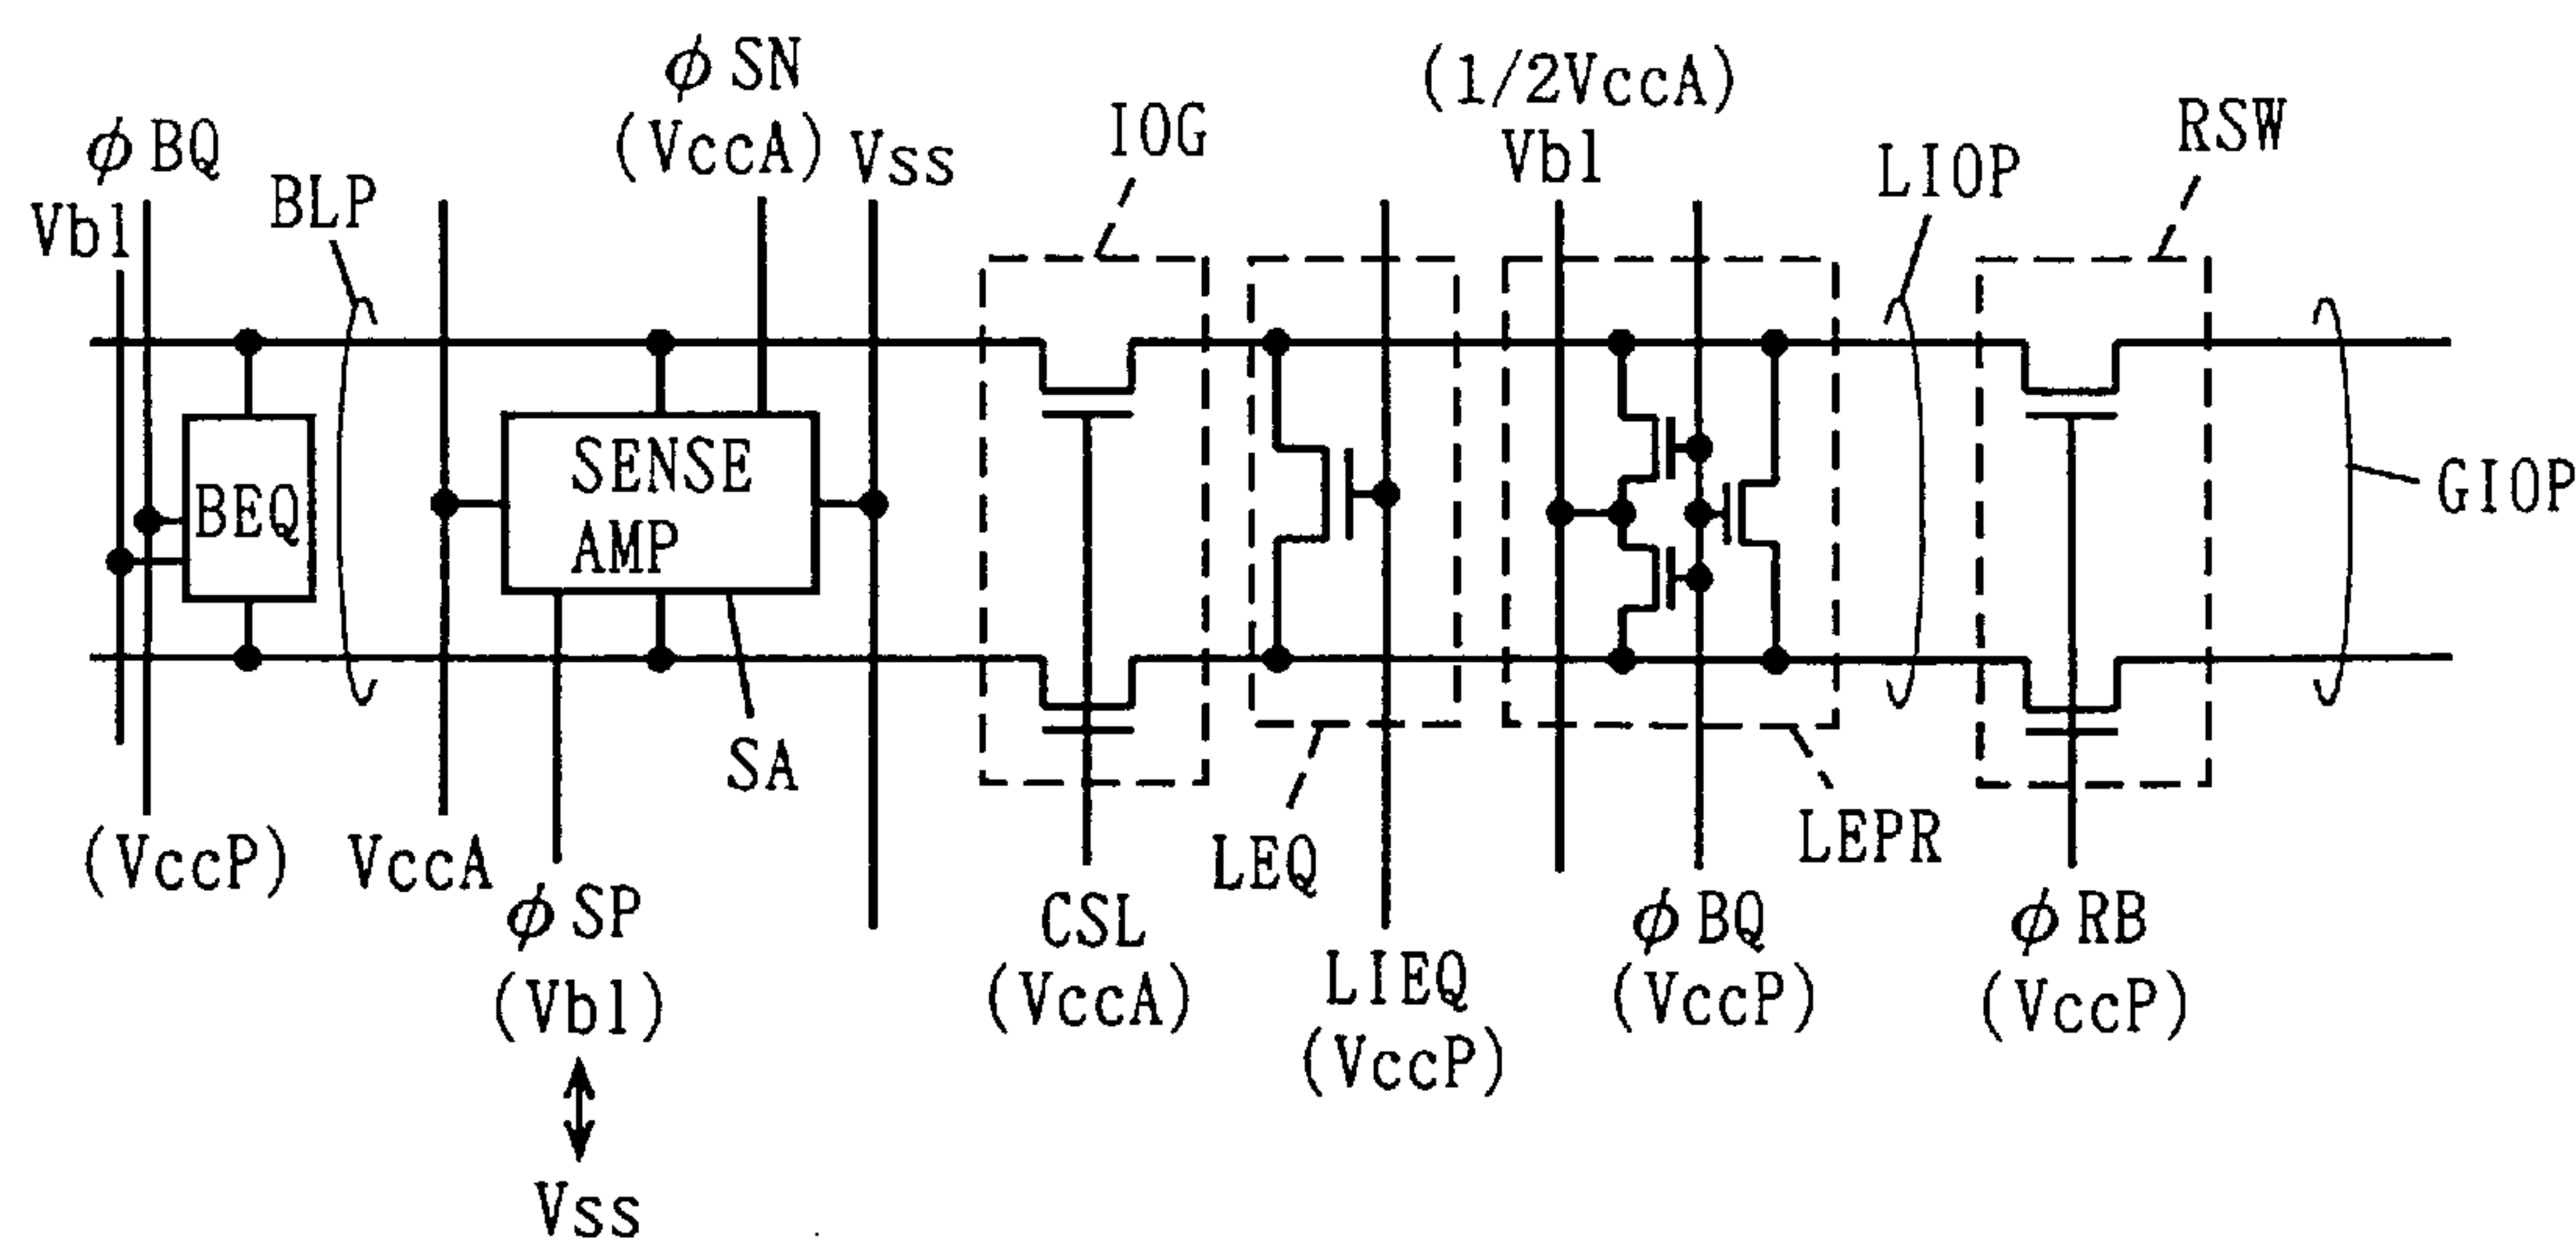 φSN
(VccA)
(1/2VccA)
Vbl
φBQ
Vbl
BLP
Vss
IOG
LIOP
RSW
BEQ
SENSE
AMP
GIOP
SA
(VccP)
VccA
φSP
(Vbl)
Vss
CSL
(VccA)
LEQ
LIEQ
(VccP)
LEPR
φBQ
(VccP)
φRB
(VccP)